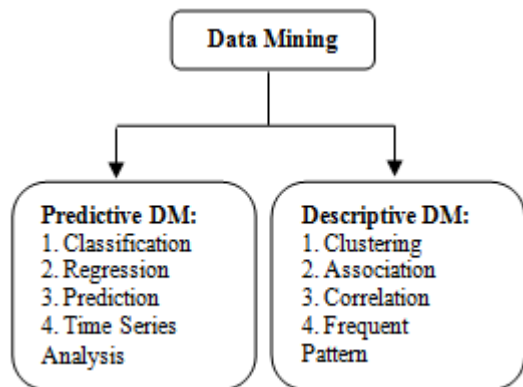 Data Mining
Predictive DM:
1. Classification
2. Regression
3. Prediction
4. Time Series
Analysis
Descriptive DM:
1. Clustering
2. Association
3. Correlation
4. Frequent
Pattern